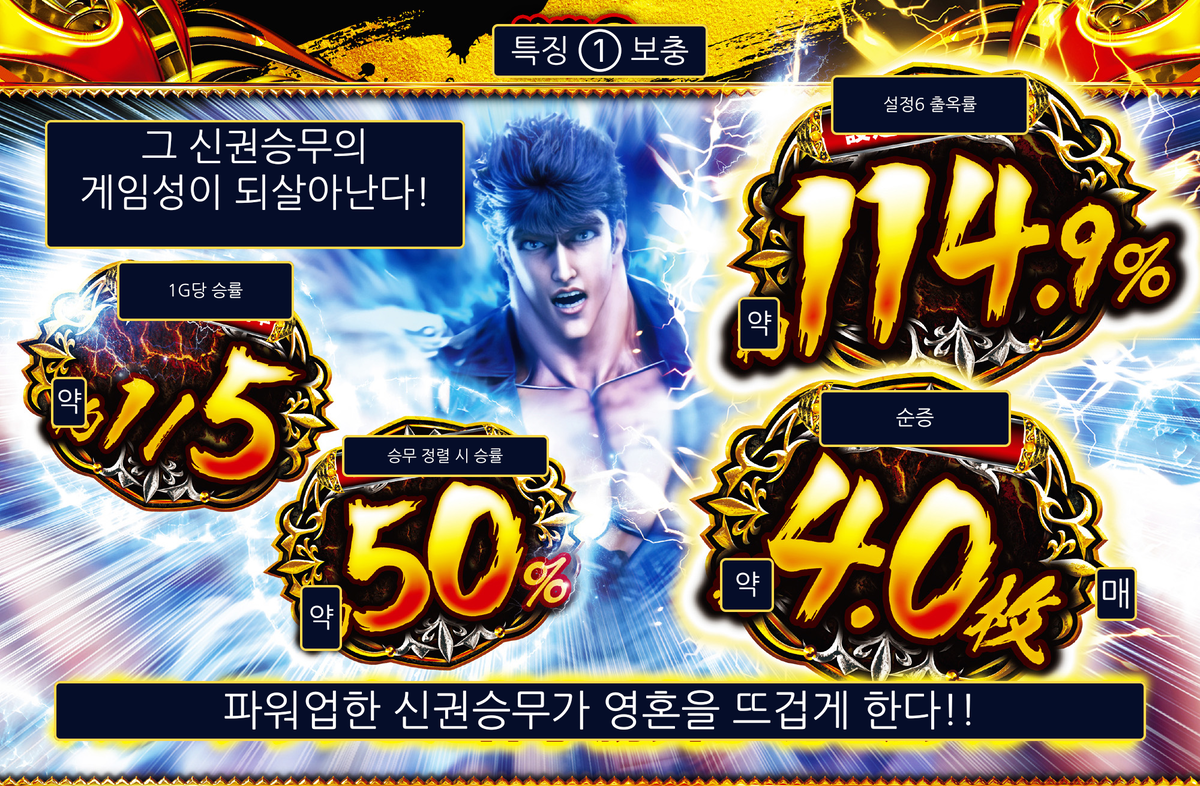 특징 ① 보충
그 신권승무의
게임성이 되살아난다!
설정6 출옥률
약 114.9%
1G당 승률
약 1/5
승무 정렬 시 승률
약 50%
순증
약 4.0枚 매
파워업한 신권승무가 영혼을 뜨겁게 한다!!